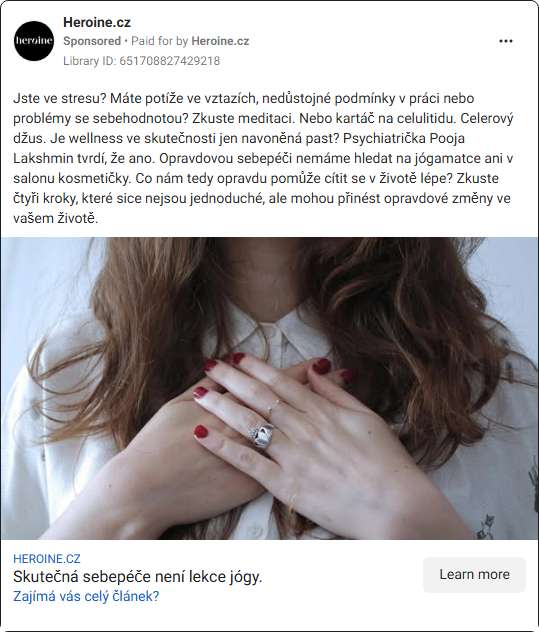 Heroine.cz
heroine
Sponsored • Paid for by Heroine.cz
Library ID: 651708827429218
Jste ve stresu? Máte potíže ve vztazích, nedůstojné podmínky v práci nebo
problémy se sebehodnotou? Zkuste meditaci. Nebo kartáč na celulitidu. Celerový
džus. Je wellness ve skutečnosti jen navoněná past? Psychiatrička Pooja
Lakshmin tvrdí, že ano. Opravdovou sebepéči nemáme hledat na jógamatce ani v
salonu kosmetičky. Co nám tedy opravdu pomůže cítit se v životě lépe? Zkuste
čtyři kroky, které sice nejsou jednoduché, ale mohou přinést opravdové změny ve
vašem životě.
HEROINE.CZ
Skutečná sebepéče není lekce jógy.
Zajímá vás celý článek?
Learn more